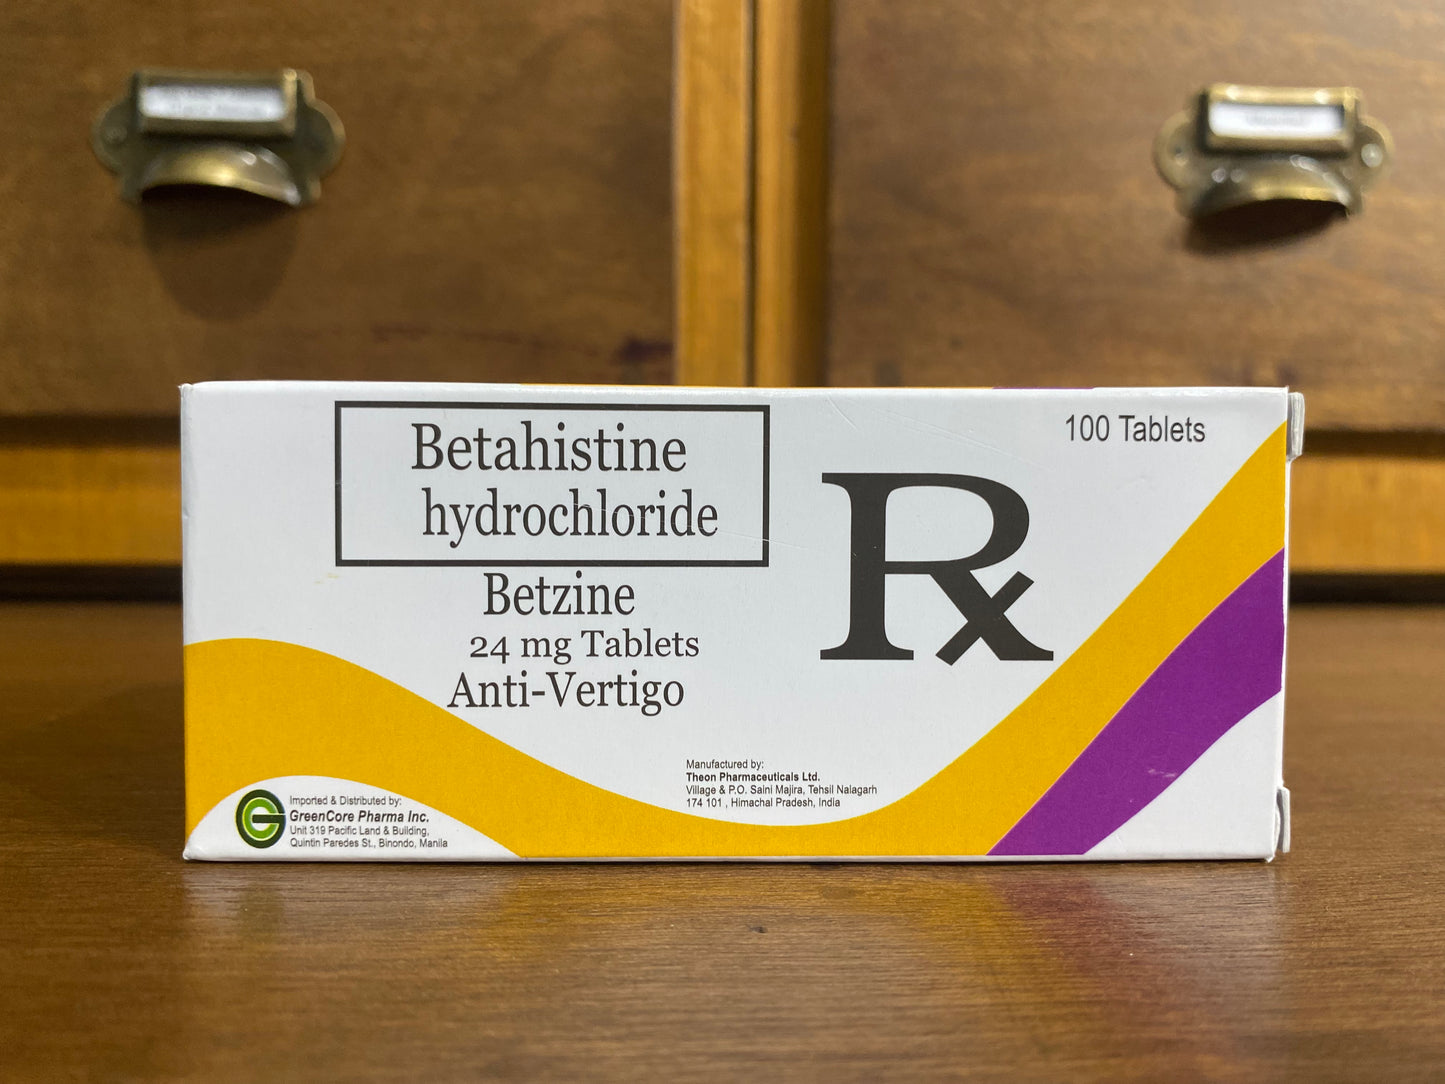 Betahistine
hydrochloride
Betzine
24 mg Tablets
Anti-Vertigo
Rx
100 Tablets
Manufactured by:
Theon Pharmaceuticals Ltd.
Village & P.O. Saini Majira, Tehsil Nalagarh
174 101 , Himachal Pradesh, India
Imported & Distributed by:
GreenCore Pharma Inc.
Unit 319 Pacific Land & Building,
Quintin Paredes St., Binondo, Manila